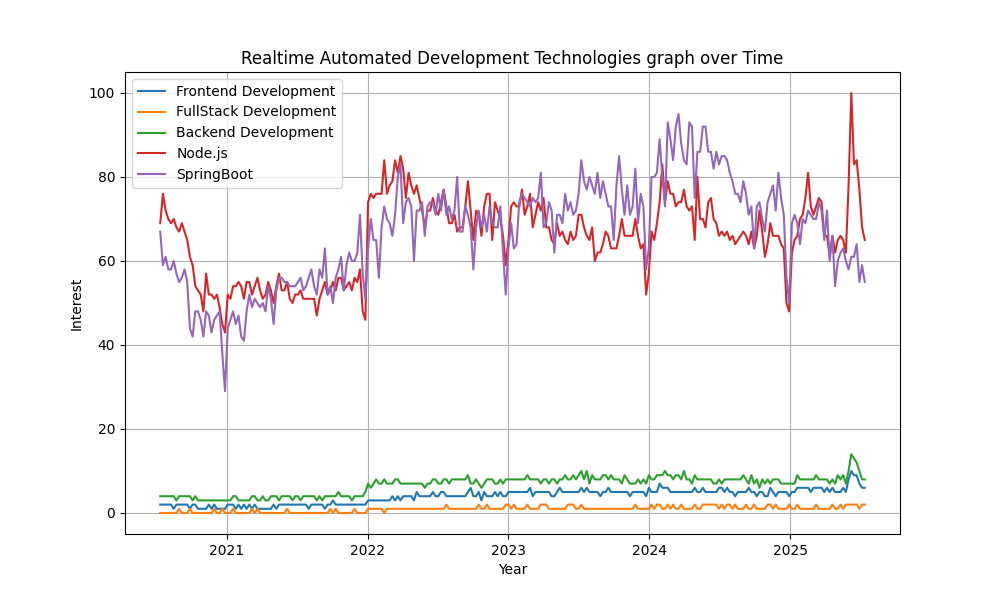 Realtime Automated Development Technologies graph over Time
Frontend Development
FullStack Development
Backend Development
Node.js
SpringBoot
100
80
60
40
20
0
Interest
2021
2022
2023
2024
2025
Year